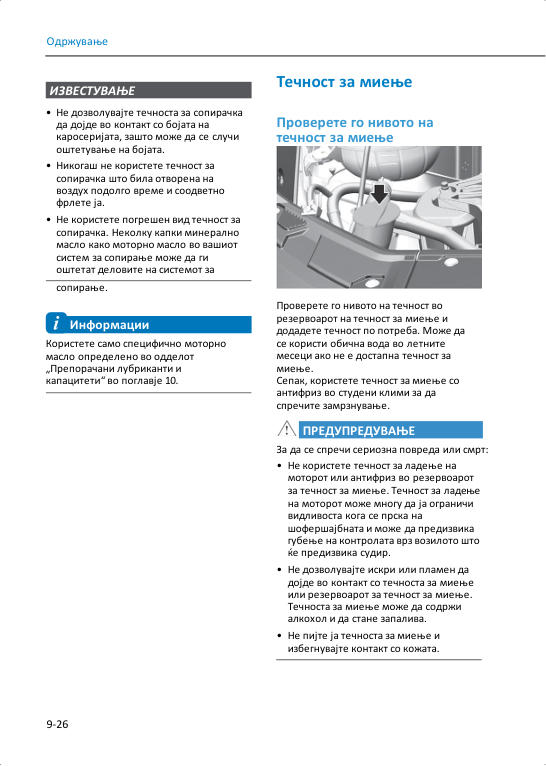 Одржување
ИЗВЕСТУВАЊЕ
• Не дозволувајте течноста за сопирачка
да дојде во контакт со бојата на
каросеријата, зашто може да се случи
оштетување на бојата.
• Никогаш не користете течност за
сопирачка што била отворена на
воздух подолго време и соодветно
фрлете ја.
• Не користете погрешен вид течност за
сопирачка. Неколку капки минерално
масло како моторно масло во вашиот
систем за сопирање може да ги
оштетат деловите на системот за
сопирање.
i Информации
Користете само специфично моторно
масло определено во одделот
„Препорачани лубриканти и
капацитети“ во поглавје 10.
Течност за миење
Проверете го нивото на
течност за миење
Проверете го нивото на течност во
резервоарот на течност за миење и
додадете течност по потреба. Може да
се користи обична вода во летните
месеци ако не е достапна течност за
миење.
Сепак, користете течност за миење со
антифриз во студени клими за да
спречите замрзнување.
ПРЕДУПРЕДУВАЊЕ
За да се спречи сериозна повреда или смрт:
• Не користете течност за ладење на
моторот или антифриз во резервоарот
за течност за миење. Течност за ладење
на моторот може многу да ја ограничи
видливоста кога се прска на
шофершајбната и може да предизвика
губење на контролата врз возилото што
ќе предизвика судир.
• Не дозволувајте искри или пламен да
дојде во контакт со течноста за миење
или резервоарот за течност за миење.
Течноста за миење може да содржи
алкохол и да стане запалива.
• Не пијте ја течноста за миење и
избегнувајте контакт со кожата.
9-26